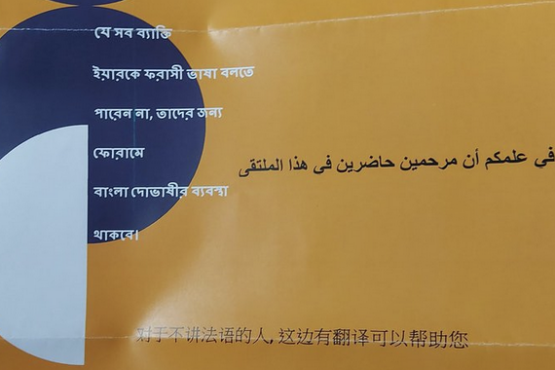 যে সব ব্যাক্তি
ইয়ারকে ফরাসী ভাষা বলতে
পারেন না, তাদের জন্য
ফোরামে
বাংলা দোভাষীর ব্যবস্থা
থাকবে।
في علمكم أن مرحمين حاضرين في هذا الملتقى
对于不讲法语的人, 这边有翻译可以帮助您